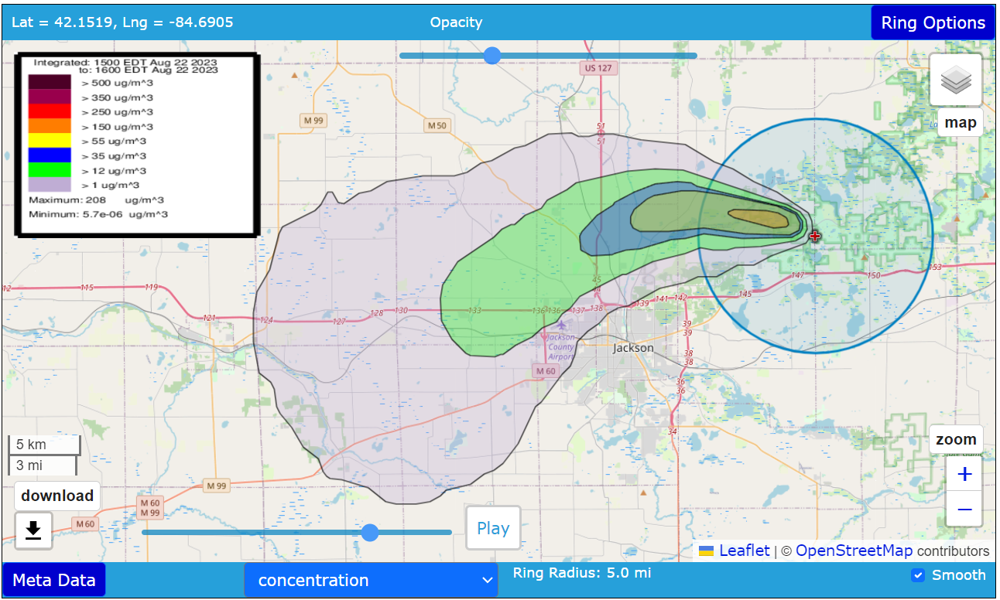 Lat = 42.1519, Lng = -84.6905
Opacity
Ring Options
Integrated: 1500 EDT Aug 22 2023
to: 1600 EDT Aug 22 2023
> 500 ug/m^3
> 350 ug/m^3
> 250 ug/m^3
> 150 ug/m^3
> 55 ug/m^3
> 35 ug/m^3
> 12 ug/m^3
> 1 ug/m^3
Maximum: 208 ug/m^3
Minimum: 5.7e-06 ug/m^3
US 127
M 99
M 50
map
51
51
153
147
150
12
115
119
121
124
127
128
130
133
136
136
137
138
139
141
142
145
45
39
39
Jackson
County
Airport
Jackson
38
38
M 60
36
36
34
5 km
3 mi
zoom
+
−
download
M 99
M 60
M 99
M 60
Play
Leaflet | © OpenStreetMap contributors
Meta Data
concentration
Ring Radius: 5.0 mi
Smooth